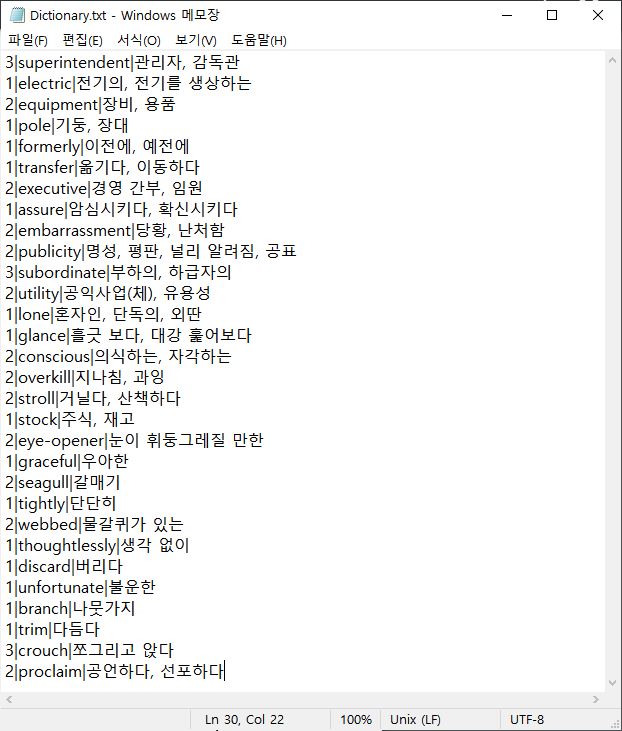 Dictionary.txt - Windows 메모장
파일(F) 편집(E) 서식(O) 보기(V) 도움말(H)
3|superintendent|관리자, 감독관
1|electric|전기의, 전기를 생상하는
2|equipment|장비, 용품
1|pole|기둥, 장대
1|formerly|이전에, 예전에
1|transfer|옮기다, 이동하다
2|executive|경영 간부, 임원
1|assure|암심시키다, 확신시키다
2|embarrassment|당황, 난처함
2|publicity|명성, 평판, 널리 알려짐, 공표
3|subordinate|부하의, 하급자의
2|utility|공익사업(체), 유용성
1|lone|혼자인, 단독의, 외딴
1|glance|흘긋 보다, 대강 훑어보다
2|conscious|의식하는, 자각하는
2|overkill|지나침, 과잉
2|stroll|거닐다, 산책하다
1|stock|주식, 재고
2|eye-opener|눈이 휘둥그레질 만한
1|graceful|우아한
2|seagull|갈매기
1|tightly|단단히
2|webbed|물갈퀴가 있는
1|thoughtlessly|생각 없이
1|discard|버리다
1|unfortunate|불운한
1|branch|나뭇가지
1|trim|다듬다
3|crouch|쪼그리고 앉다
2|proclaim|공언하다, 선포하다
Ln 30, Col 22 100% Unix (LF) UTF-8